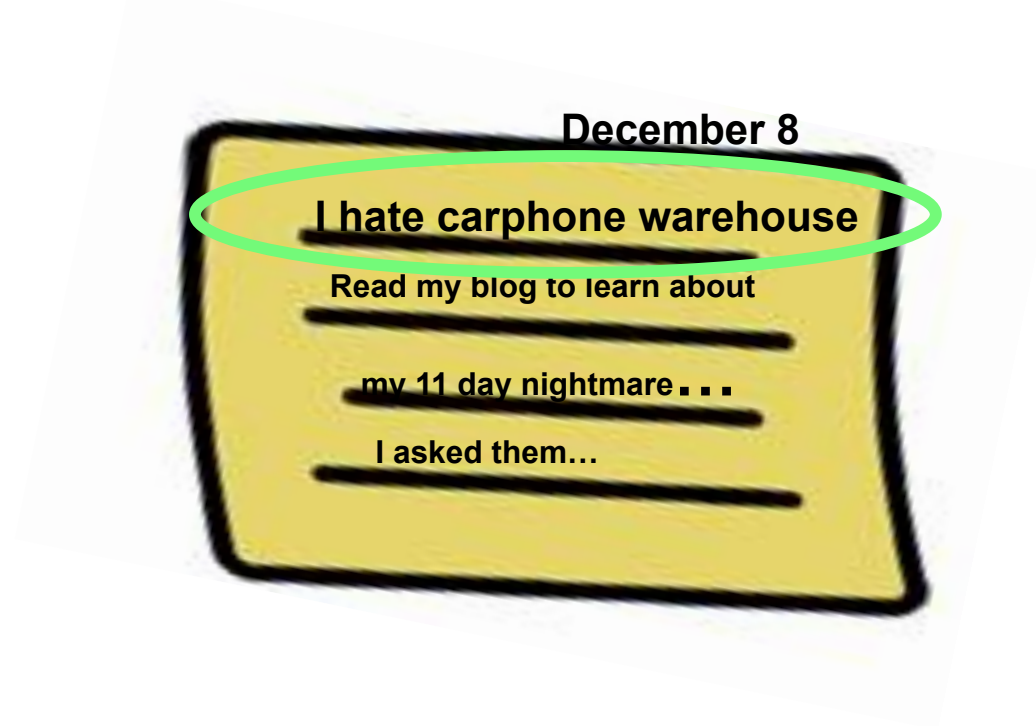 December 8
I hate carphone warehouse
Read my blog to learn about
my 11 day nightmare...
I asked them…